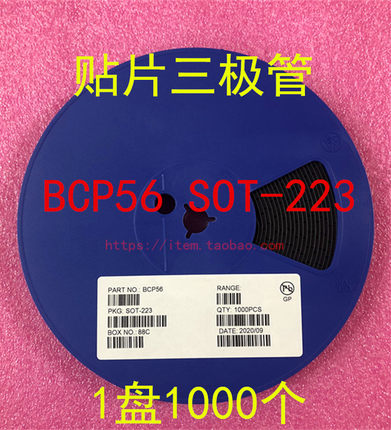 贴片三极管
BCP56 SOT-223
https://item.taobao.com
PART NO.: BCP56
RANGE:
PKG: SOT-223
QTY: 1000PCS
BOX NO.: 88C
DATE: 2020/09
Pb
GP
1盘1000个